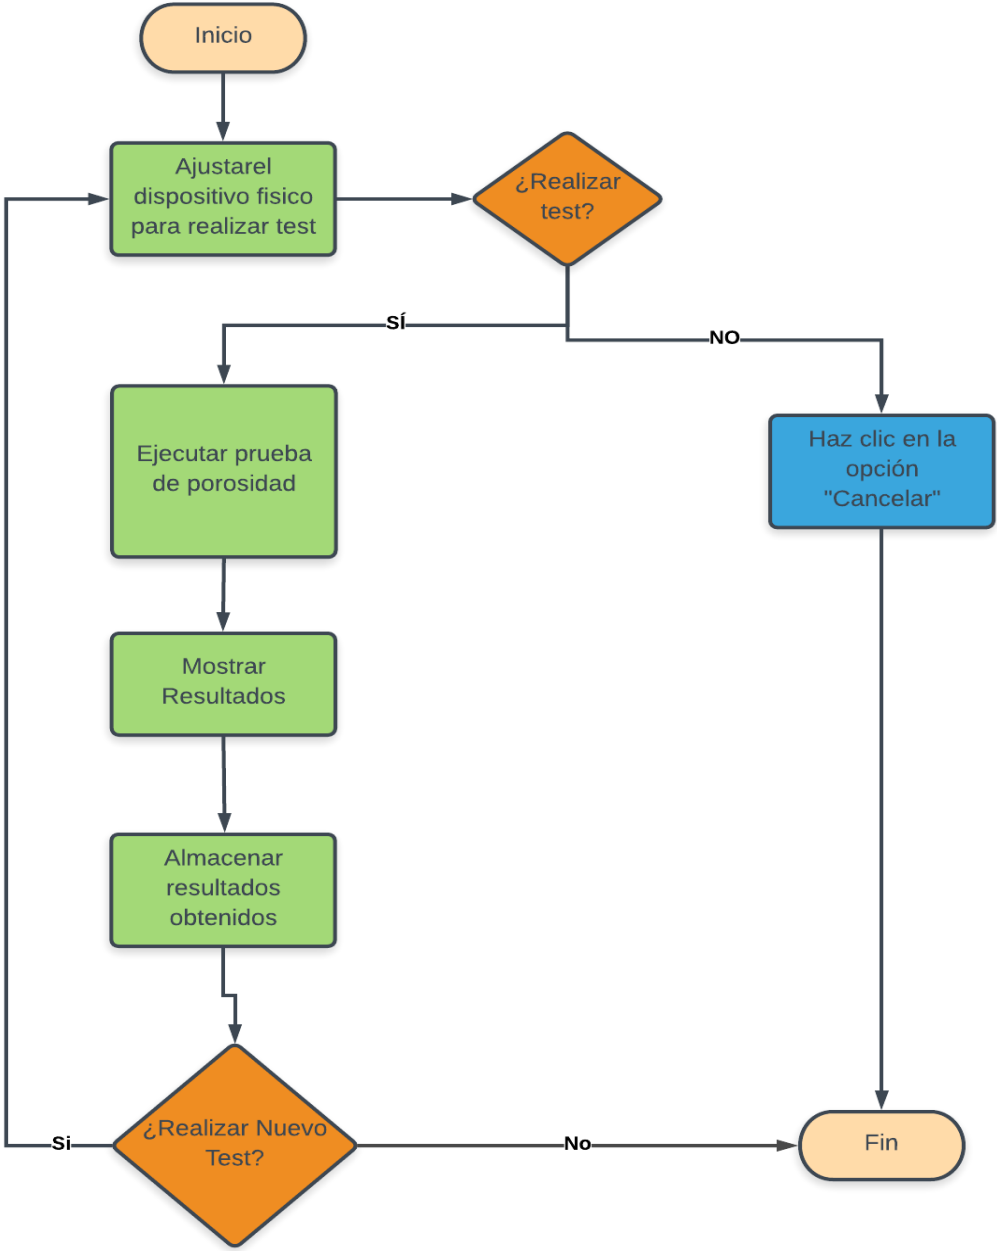 Inicio
Ajustarel
dispositivo fisico
para realizar test
¿Realizar
test?
SÍ
NO
Ejecutar prueba
de porosidad
Haz clic en la
opción
"Cancelar"
Mostrar
Resultados
Almacenar
resultados
obtenidos
¿Realizar Nuevo
Test?
Si
No
Fin